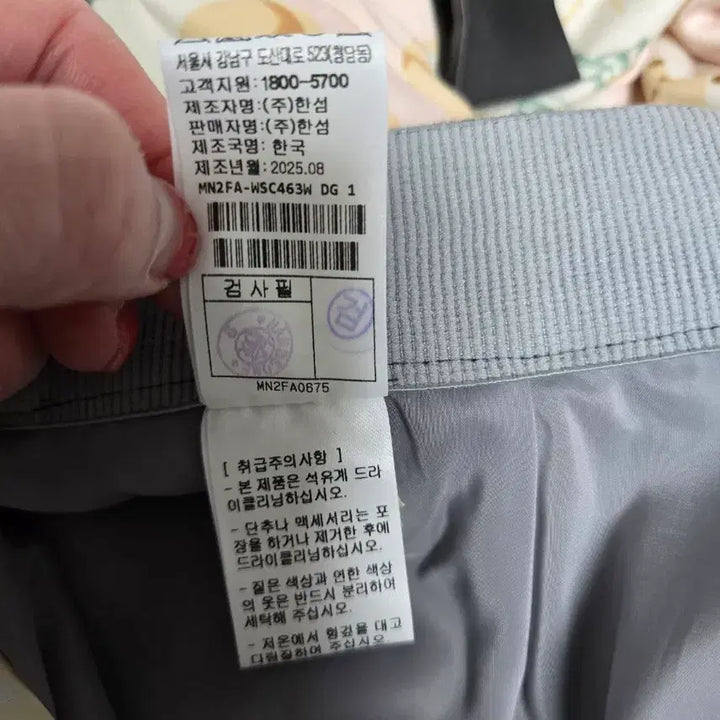 서울시 강남구 도산대로 523(청담동)
고객지원:1800-5700
제조자명:(주)한섬
판매자명:(주)한섬
제조국명:한국
제조년월:2025.08
MN2FA-WSC463W DG 1
검사필
검
MN2FA0675
[ 취급주의사항 ]
- 본 제품은 석유계 드라
이클리닝하십시오.
- 단추나 액세서리는 포
장을 하거나 제거한 후에
드라이클리닝하십시오.
- 짙은 색상과 연한 색상
의 옷은 반드시 분리하여
세탁해 주십시오.
- 저온에서 헝겊을 대고
다림질하여 주십시오.